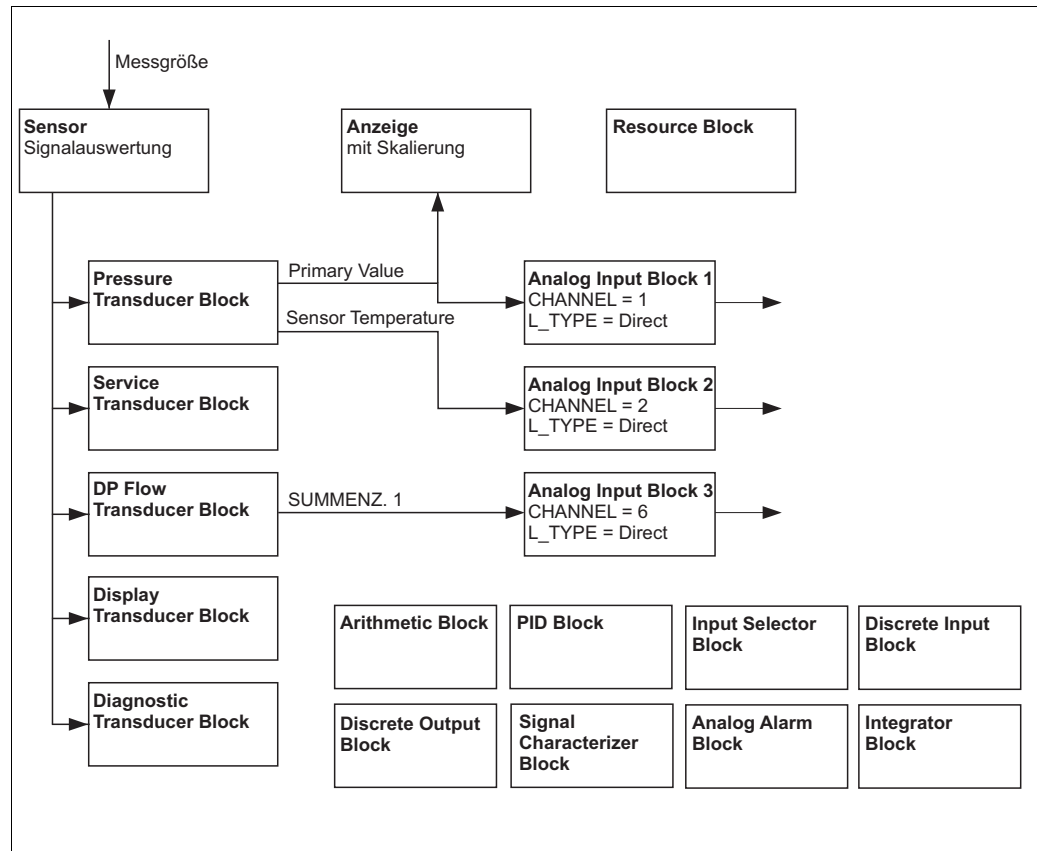 Messgröße
Sensor
Signalauswertung
Anzeige
mit Skalierung
Resource Block
Pressure
Transducer Block
Primary Value
Sensor Temperature
Analog Input Block 1
CHANNEL = 1
L_TYPE = Direct
Service
Transducer Block
Analog Input Block 2
CHANNEL = 2
L_TYPE = Direct
DP Flow
Transducer Block
SUMMENZ. 1
Analog Input Block 3
CHANNEL = 6
L_TYPE = Direct
Display
Transducer Block
Diagnostic
Transducer Block
Arithmetic Block
PID Block
Input Selector
Block
Discrete Input
Block
Discrete Output
Block
Signal
Characterizer
Block
Analog Alarm
Block
Integrator
Block